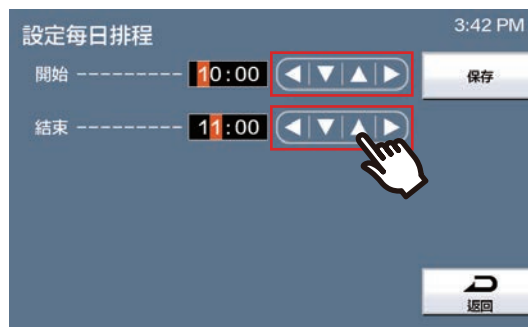 設定每日排程
3:42 PM
開始 --------- 10:00
保存
結束 --------- 11:00
返回